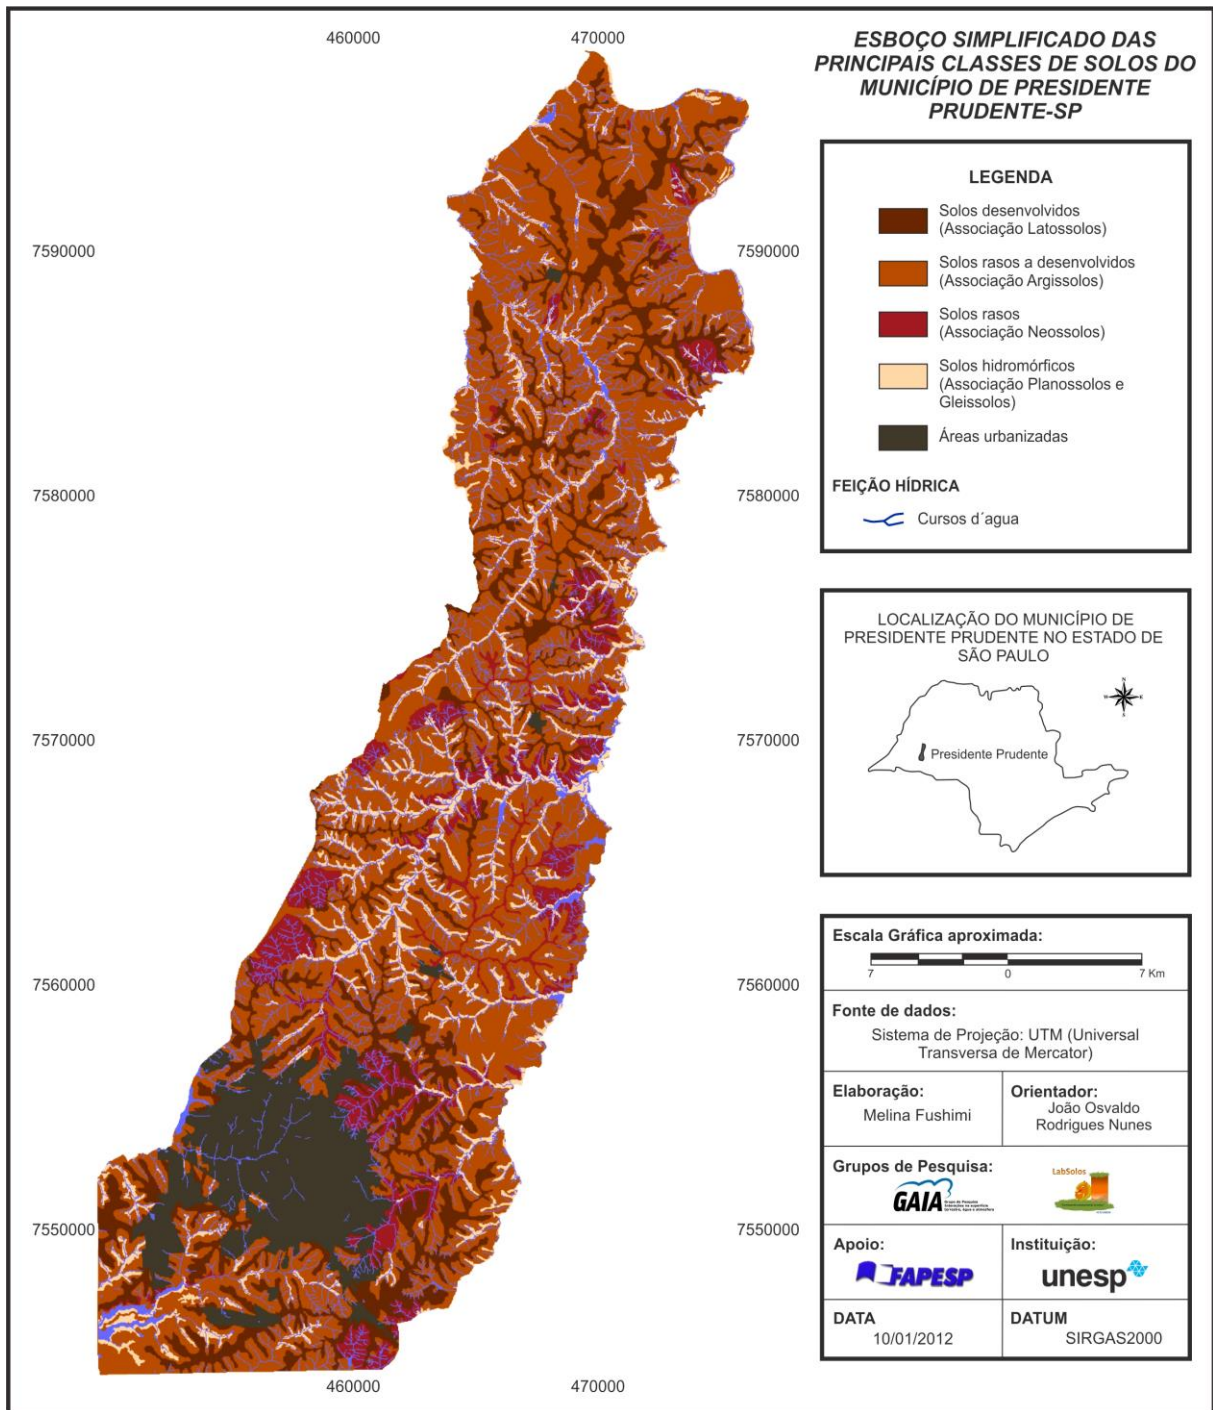 460000
470000
ESBOÇO SIMPLIFICADO DAS
PRINCIPAIS CLASSES DE SOLOS DO
MUNICÍPIO DE PRESIDENTE
PRUDENTE-SP
LEGENDA
Solos desenvolvidos
(Associação Latossolos)
Solos rasos a desenvolvidos
(Associação Argissolos)
Solos rasos
(Associação Neossolos)
Solos hidromórficos
(Associação Planossolos e
Gleissolos)
Áreas urbanizadas
FEIÇÃO HÍDRICA
Cursos d´agua
7590000
7590000
7580000
7580000
LOCALIZAÇÃO DO MUNICÍPIO DE
PRESIDENTE PRUDENTE NO ESTADO DE
SÃO PAULO
N
W
E
S
Presidente Prudente
7570000
7570000
7560000
7560000
7550000
7550000
460000
470000
Escala Gráfica aproximada:
7
0
7 Km
Fonte de dados:
Sistema de Projeção: UTM (Universal
Transversa de Mercator)
Elaboração:
Melina Fushimi
Orientador:
João Osvaldo
Rodrigues Nunes
Grupos de Pesquisa:
GAIA
LabSolos
Apoio:
FAPESP
Instituição:
unesp
DATA
10/01/2012
DATUM
SIRGAS2000